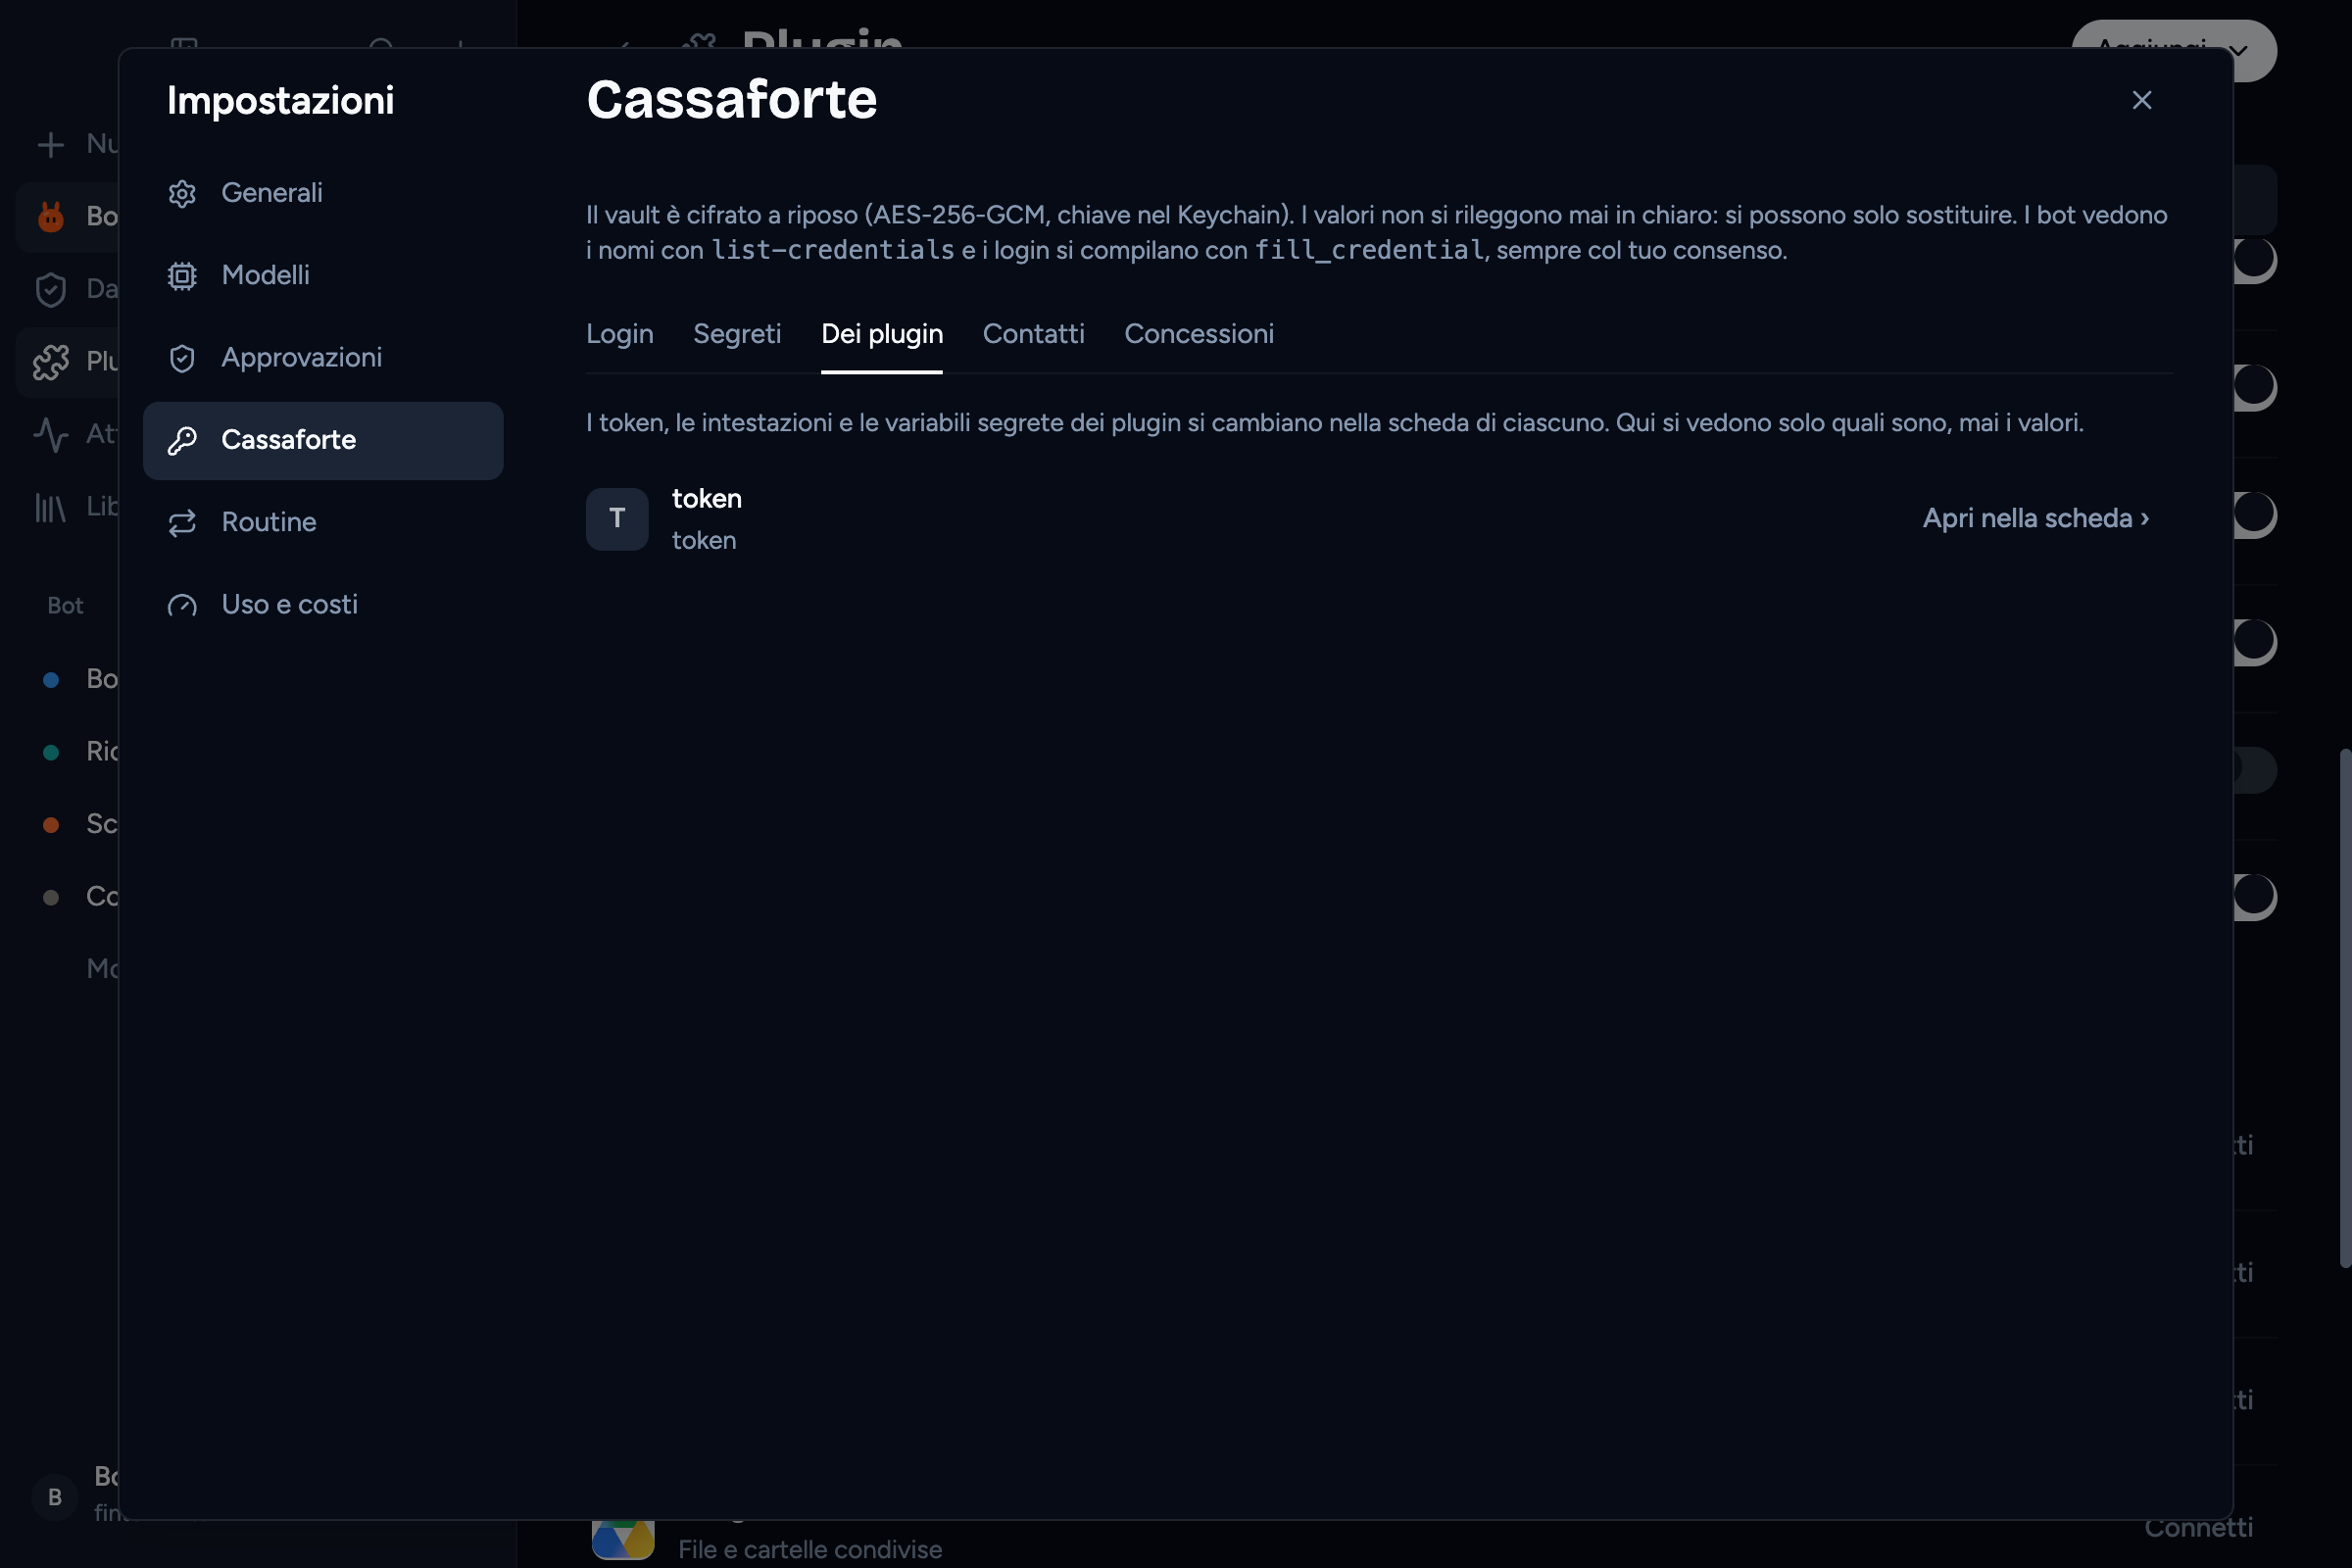 Plugin
Aggiungi
Impostazioni
Generali
Modelli
Approvazioni
Cassaforte
Routine
Uso e costi
Cassaforte
Il vault è cifrato a riposo (AES-256-GCM, chiave nel Keychain). I valori non si rileggono mai in chiaro: si possono solo sostituire. I bot vedono
i nomi con list-credentials e i login si compilano con fill_credential, sempre col tuo consenso.
Login Segreti Dei plugin Contatti Concessioni
I token, le intestazioni e le variabili segrete dei plugin si cambiano nella scheda di ciascuno. Qui si vedono solo quali sono, mai i valori.
T
token
token
Apri nella scheda ›
Bot
B
File e cartelle condivise
Connetti